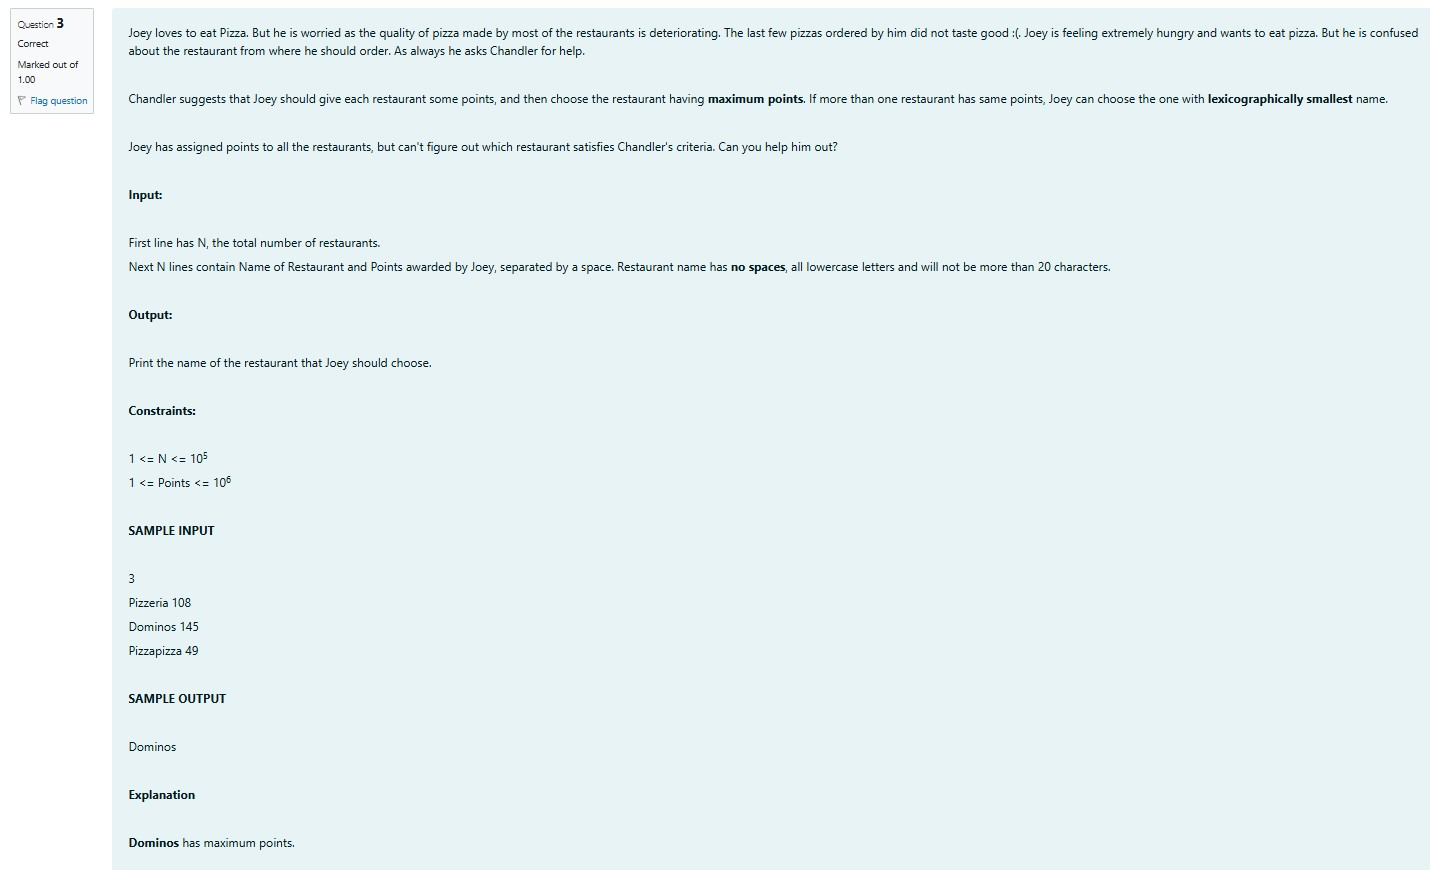 Question 3
Correct
Marked out of
1.00
Flag question
Joey loves to eat Pizza. But he is worried as the quality of pizza made by most of the restaurants is deteriorating. The last few pizzas ordered by him did not taste good :(. Joey is feeling extremely hungry and wants to eat pizza. But he is confused
about the restaurant from where he should order. As always he asks Chandler for help.
Chandler suggests that Joey should give each restaurant some points, and then choose the restaurant having maximum points. If more than one restaurant has same points, Joey can choose the one with lexicographically smallest name.
Joey has assigned points to all the restaurants, but can't figure out which restaurant satisfies Chandler's criteria. Can you help him out?
Input:
First line has N, the total number of restaurants.
Next N lines contain Name of Restaurant and Points awarded by Joey, separated by a space. Restaurant name has no spaces, all lowercase letters and will not be more than 20 characters.
Output:
Print the name of the restaurant that Joey should choose.
Constraints:
1 <= N <= 10⁵
1 <= Points <= 10⁶
SAMPLE INPUT
3
Pizzeria 108
Dominos 145
Pizzapizza 49
SAMPLE OUTPUT
Dominos
Explanation
Dominos has maximum points.